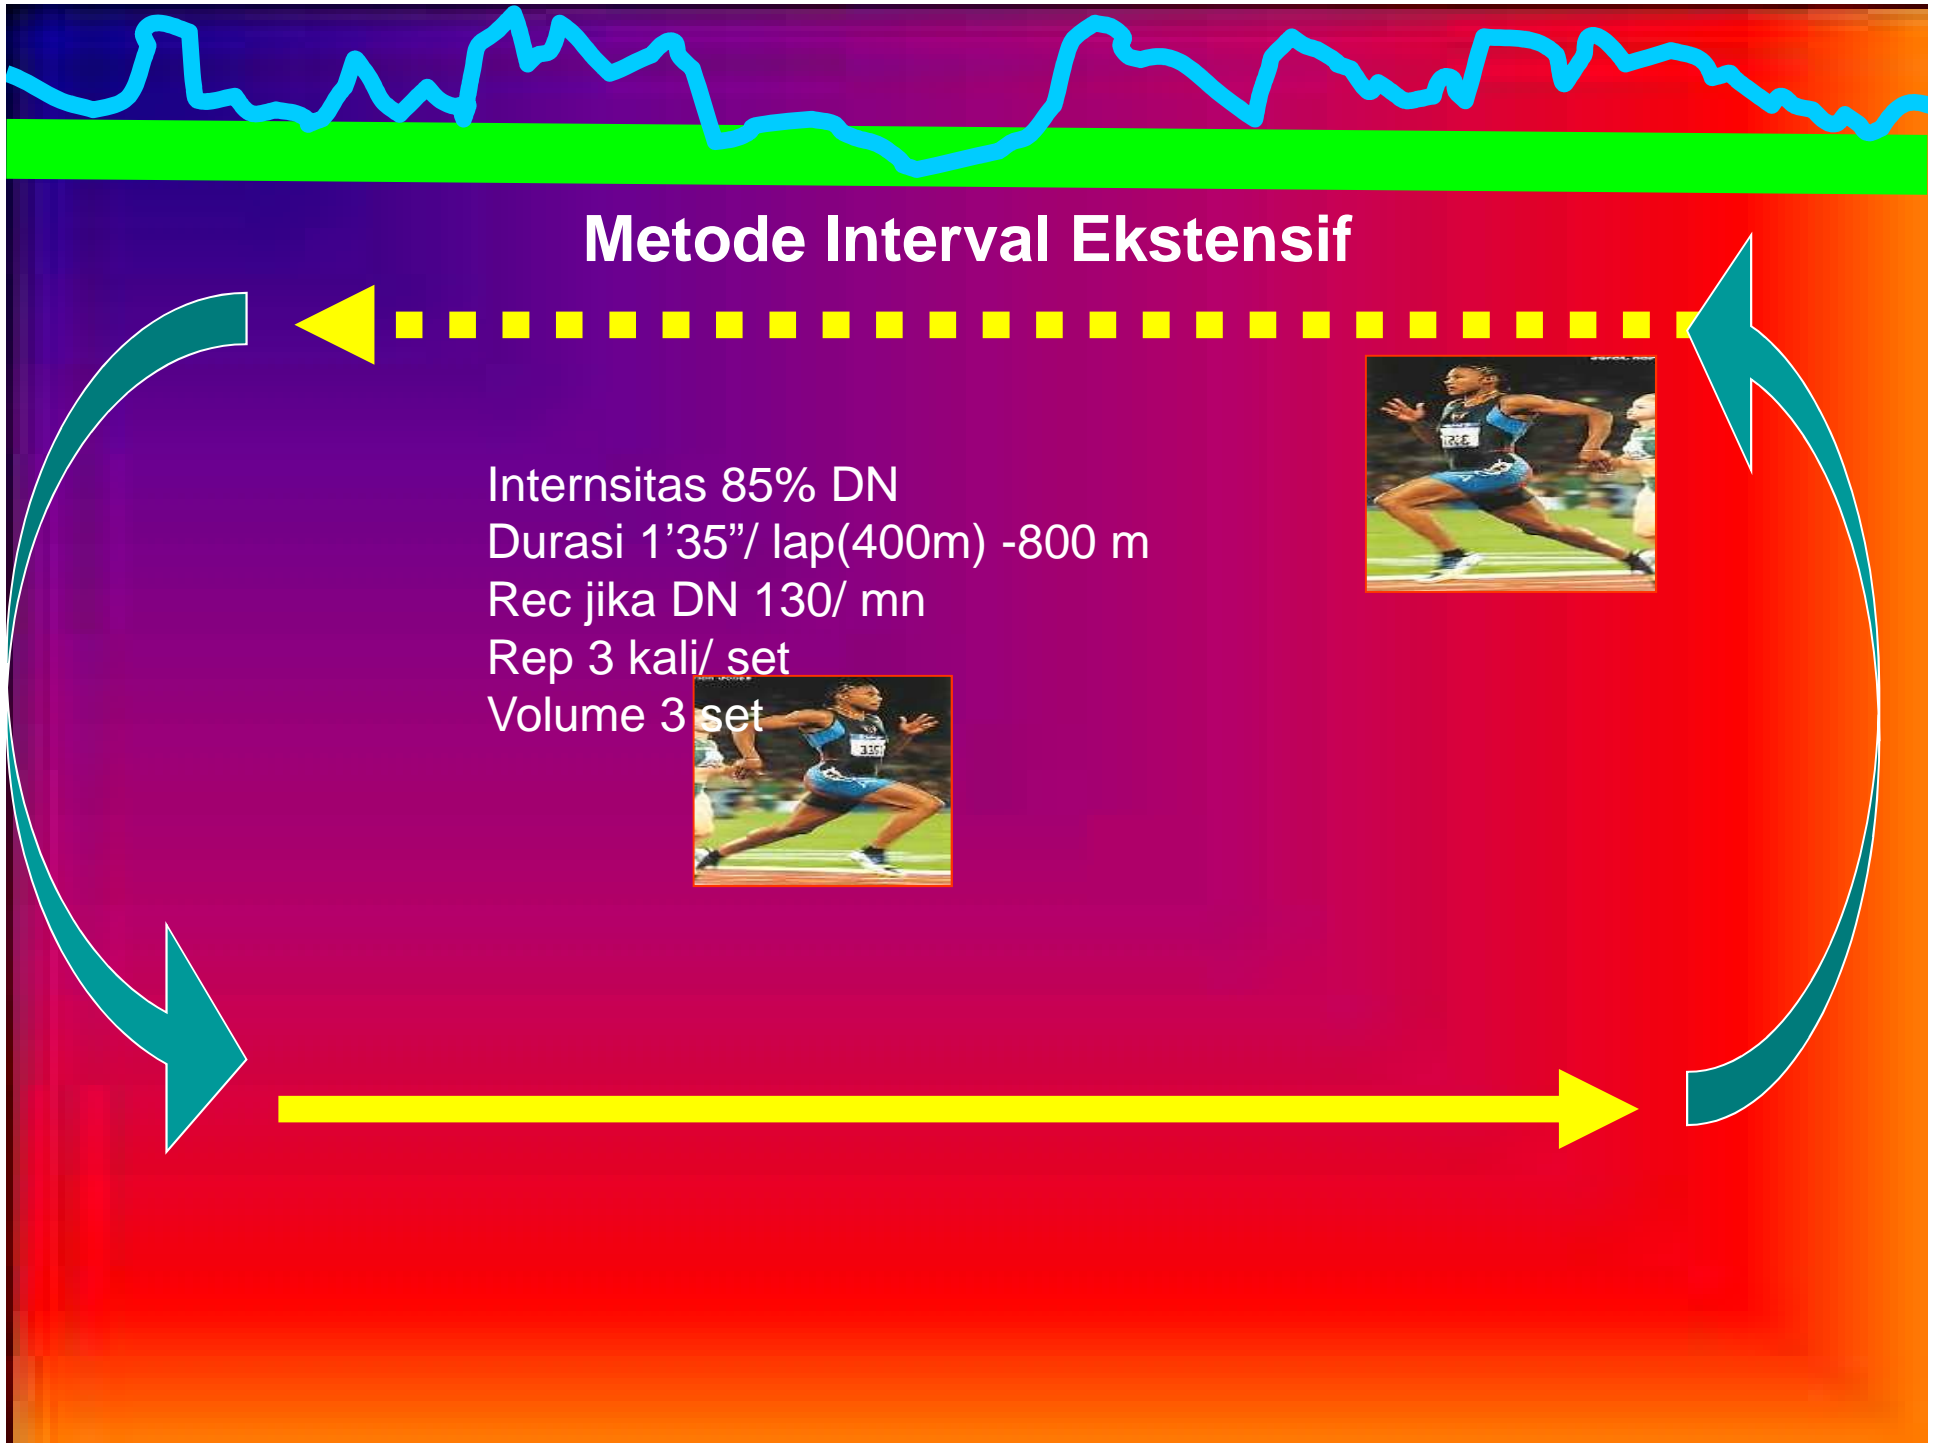 Metode Interval Ekstensif
Internsitas 85% DN
Durasi 1’35”/ lap(400m) -800 m
Rec jika DN 130/ mn
Rep 3 kali/ set
Volume 3 set